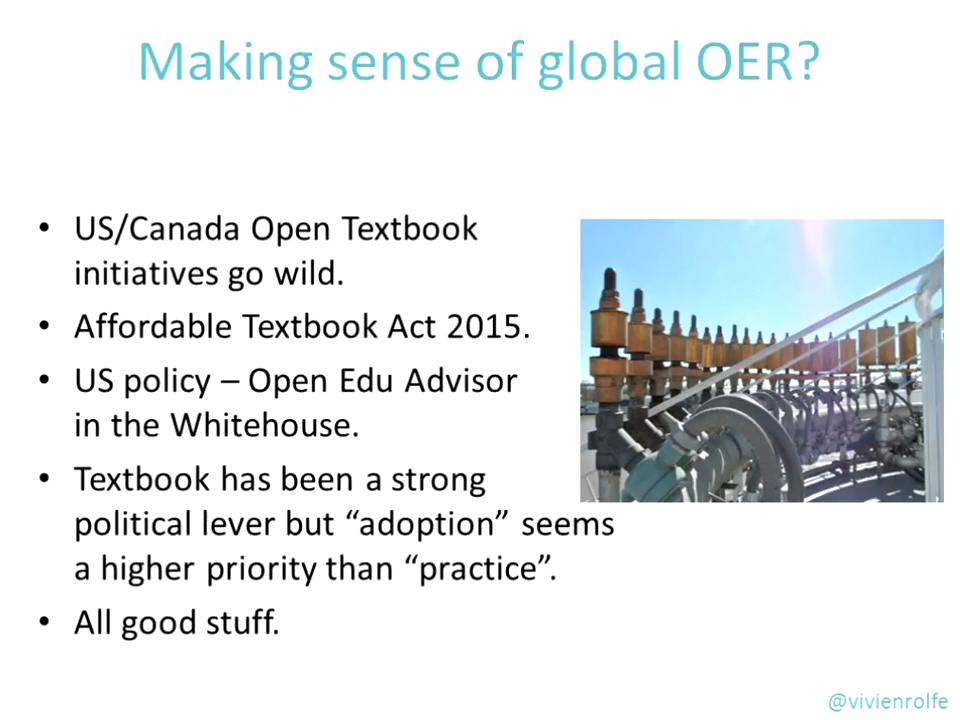 Making sense of global OER?
• US/Canada Open Textbook
initiatives go wild.
• Affordable Textbook Act 2015.
• US policy – Open Edu Advisor
in the Whitehouse.
• Textbook has been a strong
political lever but “adoption” seems
a higher priority than “practice”.
• All good stuff.
@vivienrolfe